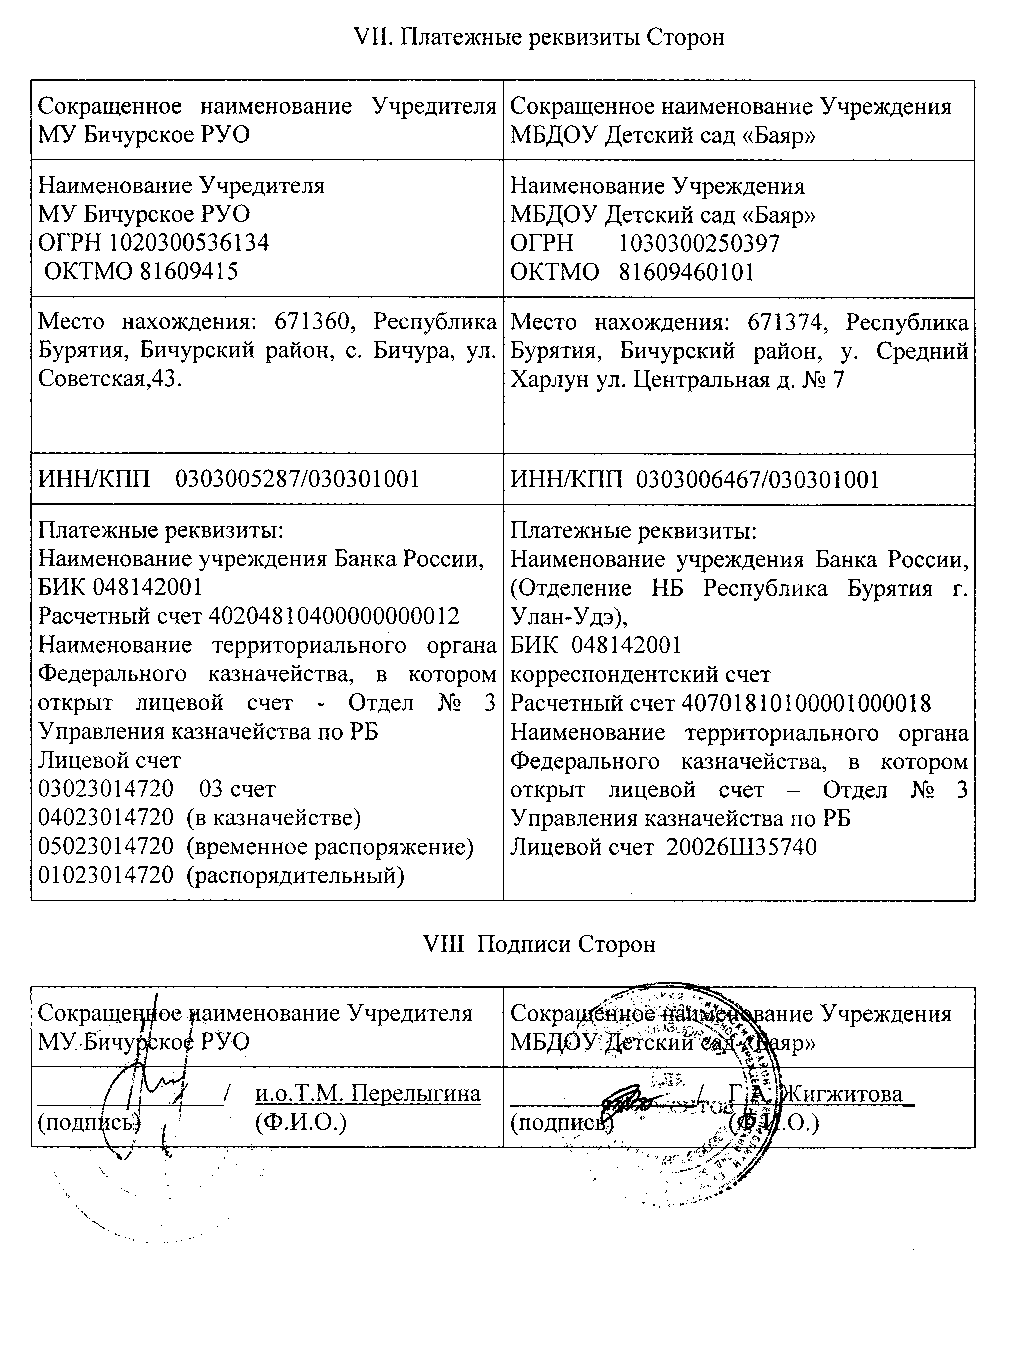 VII. Платежные реквизиты Сторон
Сокращенное наименование Учредителя
МУ Бичурское РУО
Сокращенное наименование Учреждения
МБДОУ Детский сад «Баяр»
Наименование Учредителя
МУ Бичурское РУО
ОГРН 1020300536134
ОКТМО 81609415
Наименование Учреждения
МБДОУ Детский сад «Баяр»
ОГРН 1030300250397
ОКТМО 81609460101
Место нахождения: 671360, Республика
Бурятия, Бичурский район, с. Бичура, ул.
Советская,43.
Место нахождения: 671374, Республика
Бурятия, Бичурский район, у. Средний
Харлун ул. Центральная д. № 7
ИНН/КПП 0303005287/030301001
ИНН/КПП 0303006467/030301001
Платежные реквизиты:
Наименование учреждения Банка России,
БИК 048142001
Расчетный счет 40204810400000000012
Наименование территориального органа
Федерального казначейства, в котором
открыт лицевой счет - Отдел № 3
Управления казначейства по РБ
Лицевой счет
03023014720 03 счет
04023014720 (в казначействе)
05023014720 (временное распоряжение)
01023014720 (распорядительный)
Платежные реквизиты:
Наименование учреждения Банка России,
(Отделение НБ Республика Бурятия г.
Улан-Удэ),
БИК 048142001
корреспондентский счет
Расчетный счет 40701810100001000018
Наименование территориального органа
Федерального казначейства, в котором
открыт лицевой счет – Отдел № 3
Управления казначейства по РБ
Лицевой счет 20026Ш35740
VIII Подписи Сторон
Сокращенное наименование Учредителя
МУ Бичурское РУО
Сокращенное наименование Учреждения
МБДОУ Детский сад «Баяр»
/ и.о.Т.М. Перелыгина
(подпись) (Ф.И.О.)
/ Жигжитова
(подпись) (Ф.И.О.)